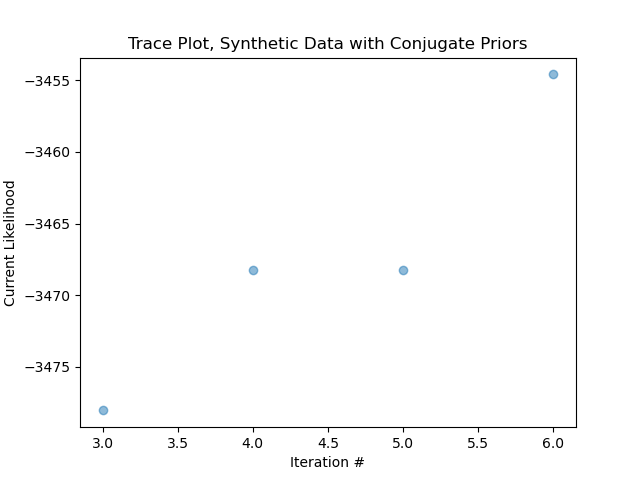 Trace Plot, Synthetic Data with Conjugate Priors
Current Likelihood
−3455
−3460
−3465
−3470
−3475
3.0 3.5 4.0 4.5 5.0 5.5 6.0
Iteration #